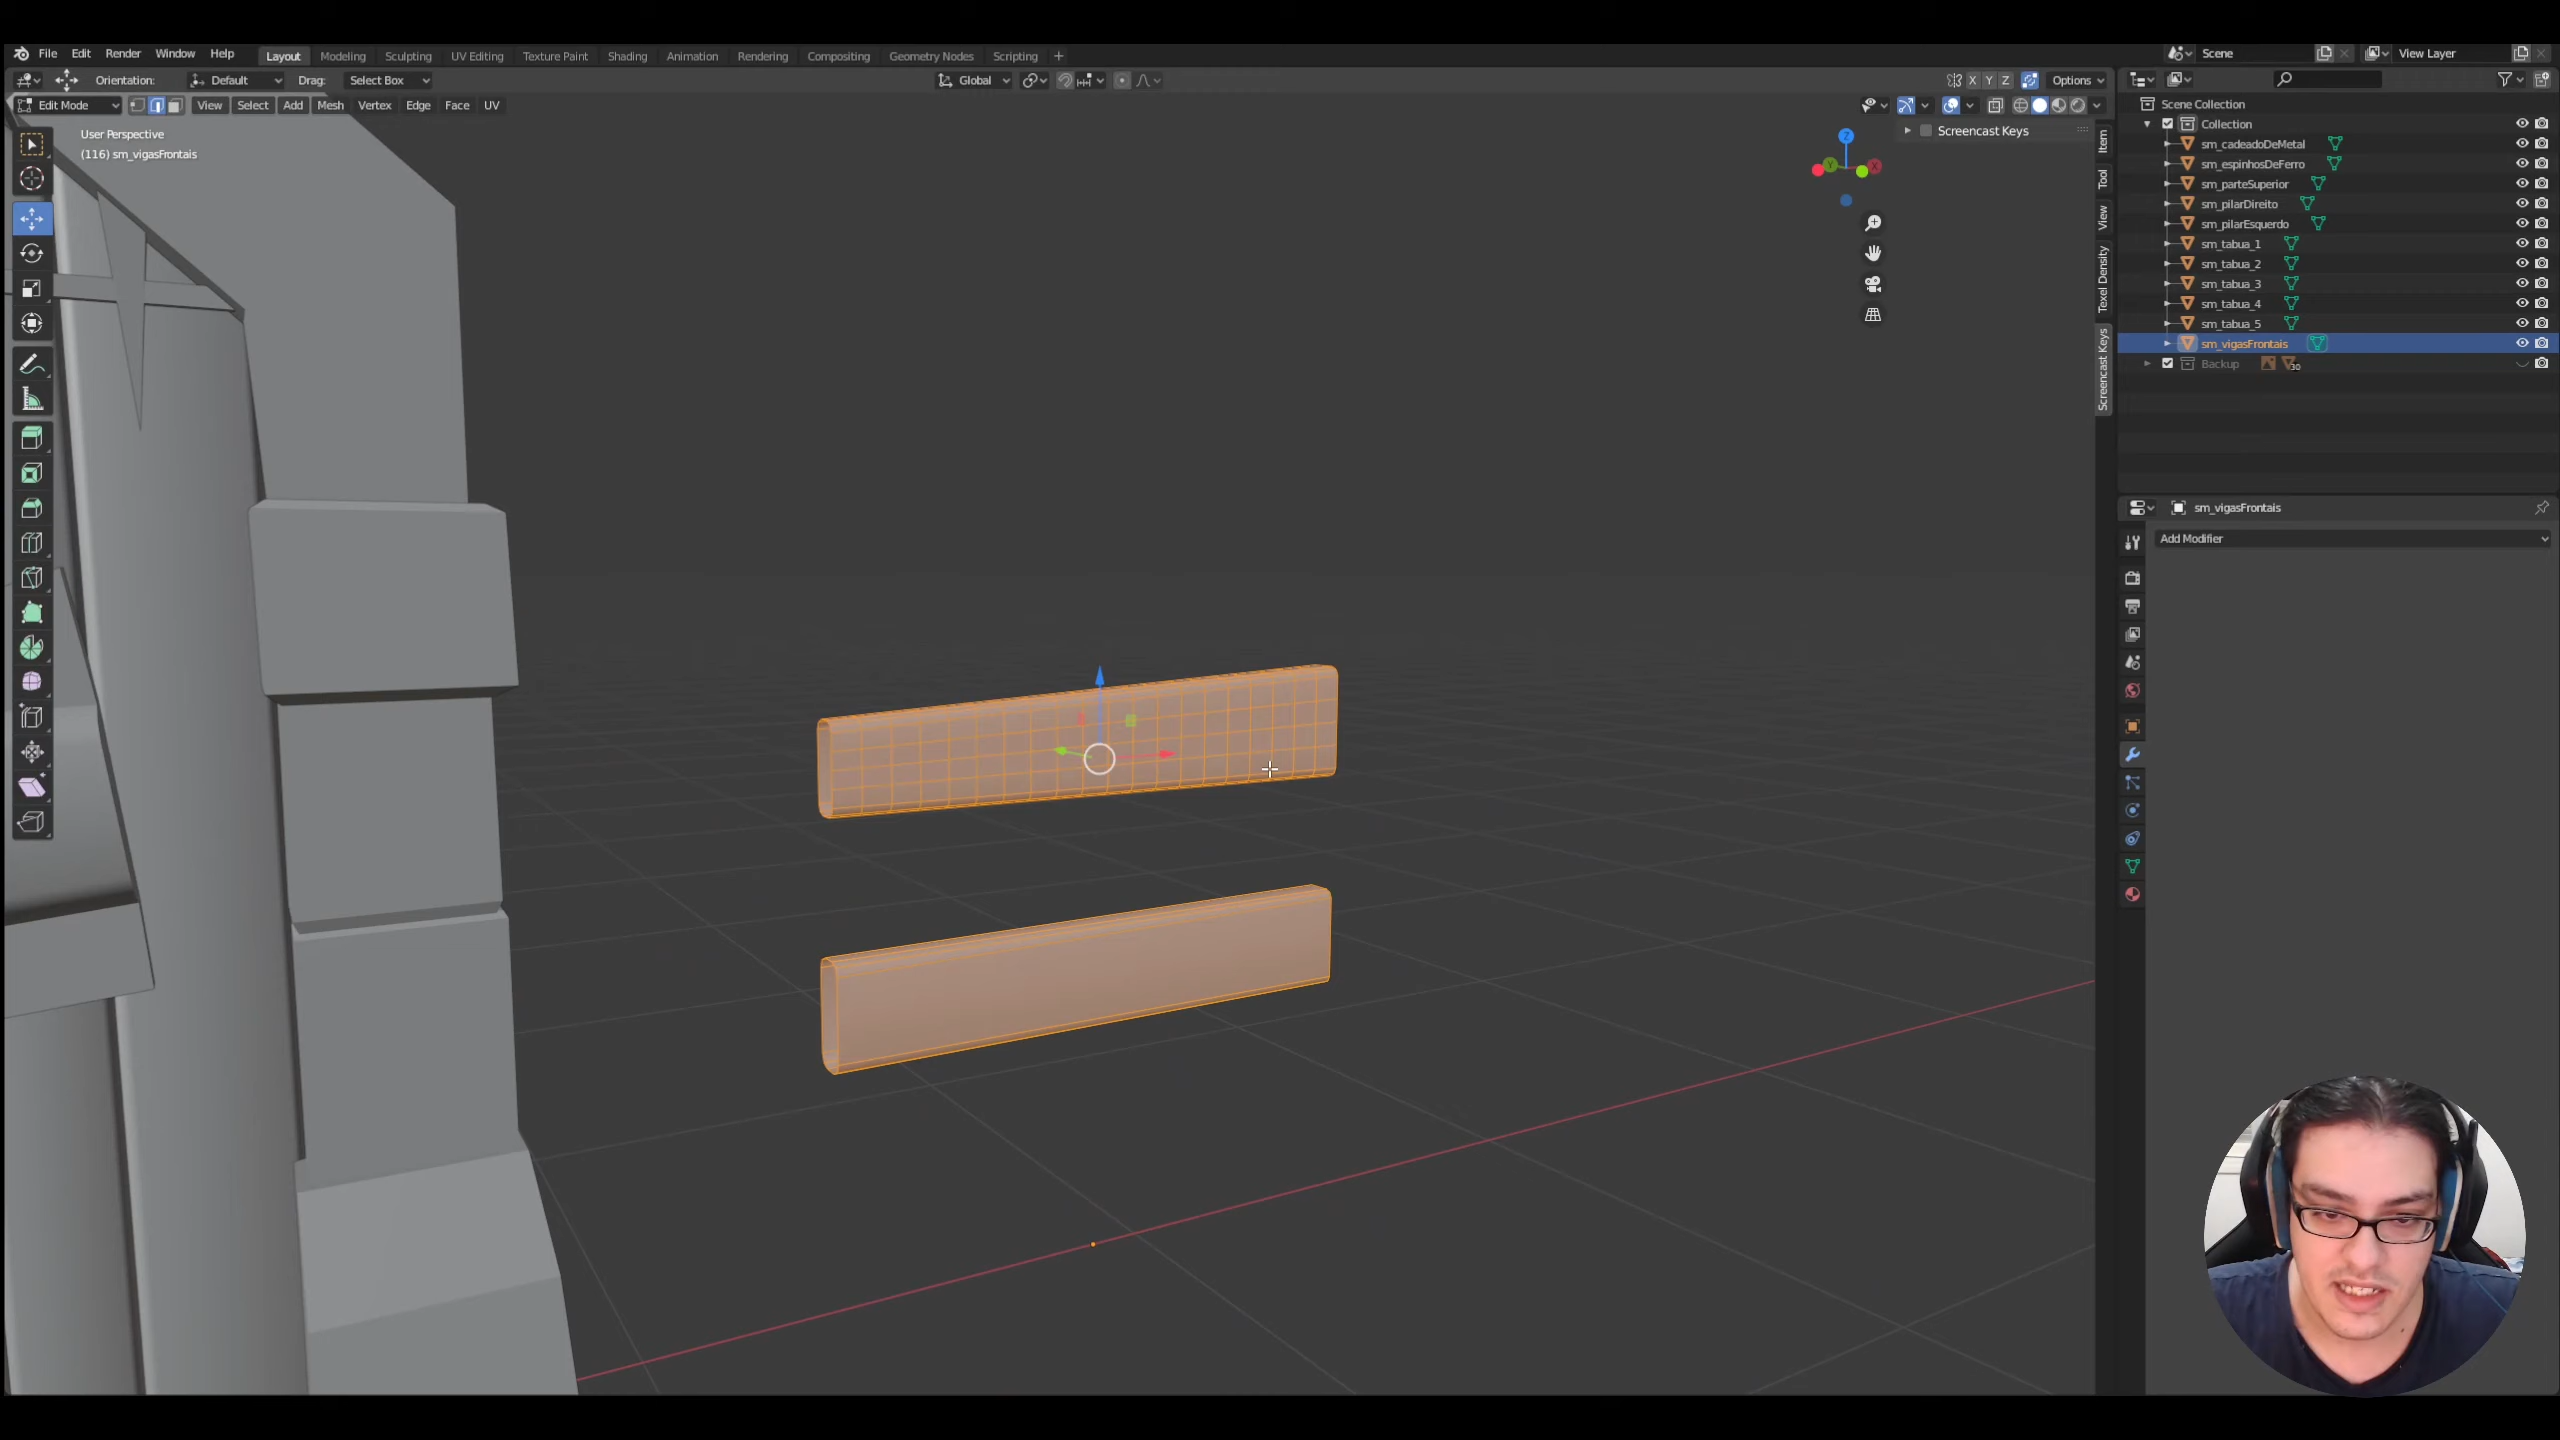 File Edit Render Window Help Layout Modeling Sculpting UV Editing Texture Paint Shading Animation Rendering Compositing Geometry Nodes Scripting + Scene View Layer
Orientation: Default Drag: Select Box Global X Y Z Options
Edit Mode View Select Add Mesh Vertex Edge Face UV
User Perspective
(116) sm_vigasFrontais
Screencast Keys
Z
Y
X
Item
Tool
View
Texel Density
Screencast Keys
Scene Collection
Collection
sm_cadeadoDeMetal
sm_espinhosDeFerro
sm_parteSuperior
sm_pilarDireito
sm_pilarEsquerdo
sm_tabua_1
sm_tabua_2
sm_tabua_3
sm_tabua_4
sm_tabua_5
sm_vigasFrontais
Backup 30
sm_vigasFrontais
Add Modifier